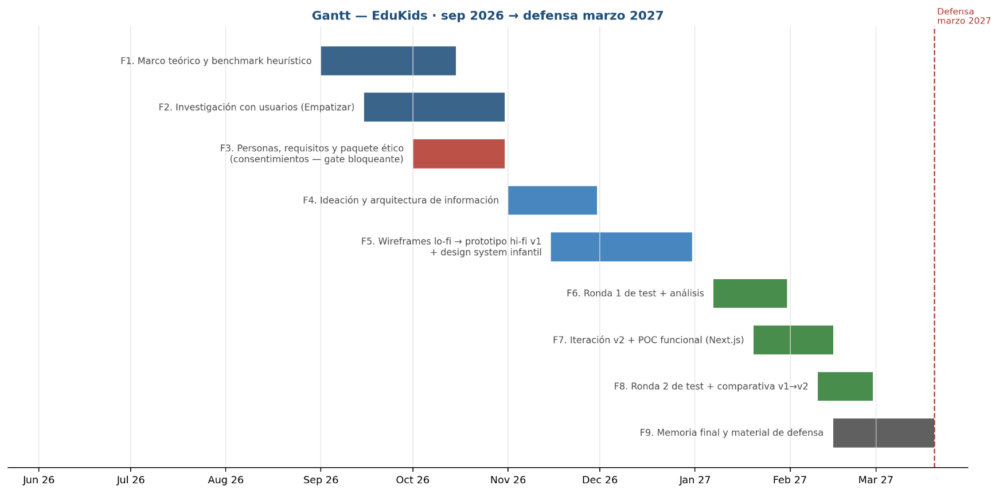 Gantt — EduKids · sep 2026 → defensa marzo 2027
Defensa
marzo 2027
F1. Marco teórico y benchmark heurístico
F2. Investigación con usuarios (Empatizar)
F3. Personas, requisitos y paquete ético
(consentimientos — gate bloqueante)
F4. Ideación y arquitectura de información
F5. Wireframes lo-fi → prototipo hi-fi v1
+ design system infantil
F6. Ronda 1 de test + análisis
F7. Iteración v2 + POC funcional (Next.js)
F8. Ronda 2 de test + comparativa v1→v2
F9. Memoria final y material de defensa
Jun 26 Jul 26 Aug 26 Sep 26 Oct 26 Nov 26 Dec 26 Jan 27 Feb 27 Mar 27